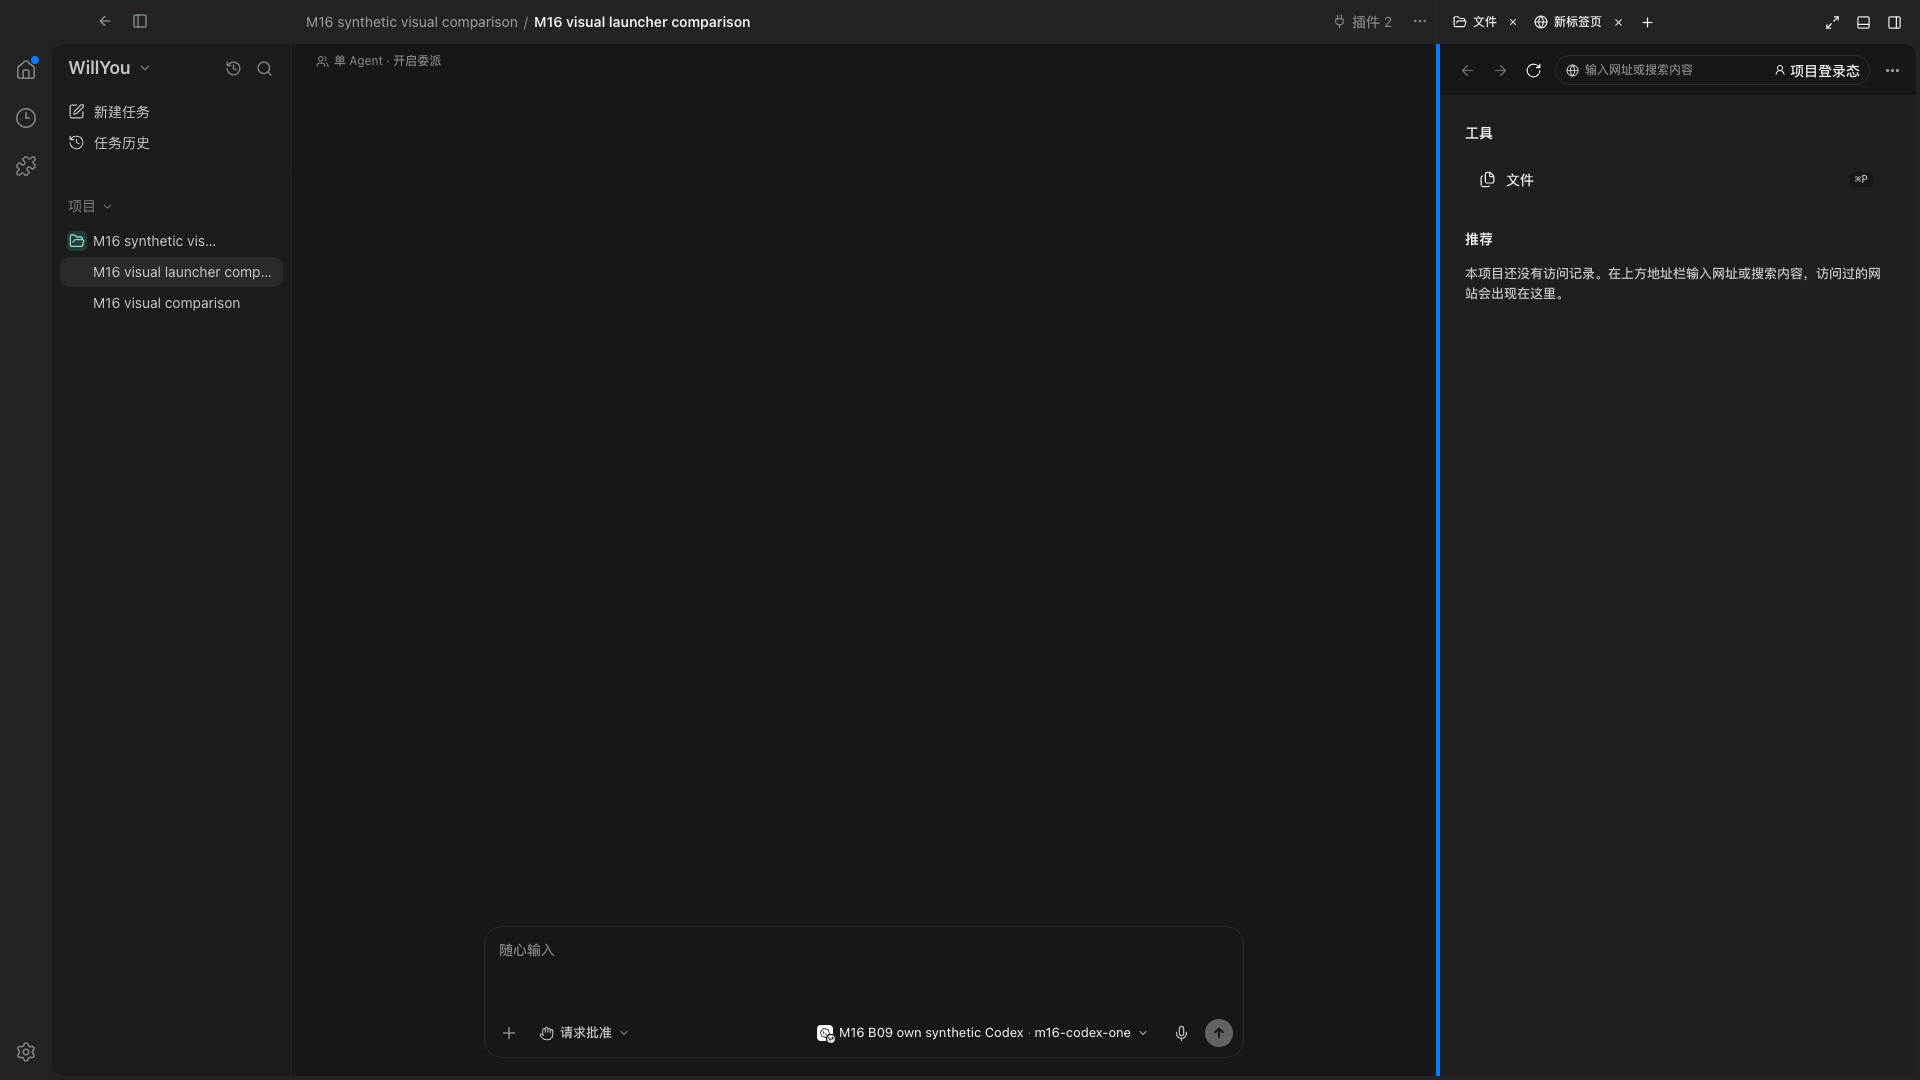 M16 synthetic visual comparison / M16 visual launcher comparison
插件 2
文件
新标签页
WillYou
新建任务
任务历史
项目
M16 synthetic vis...
M16 visual launcher comp...
M16 visual comparison
单 Agent · 开启委派
随心输入
请求批准
M16 B09 own synthetic Codex · m16-codex-one
输入网址或搜索内容
项目登录态
工具
文件
⌘P
推荐
本项目还没有访问记录。在上方地址栏输入网址或搜索内容，访问过的网
站会出现在这里。